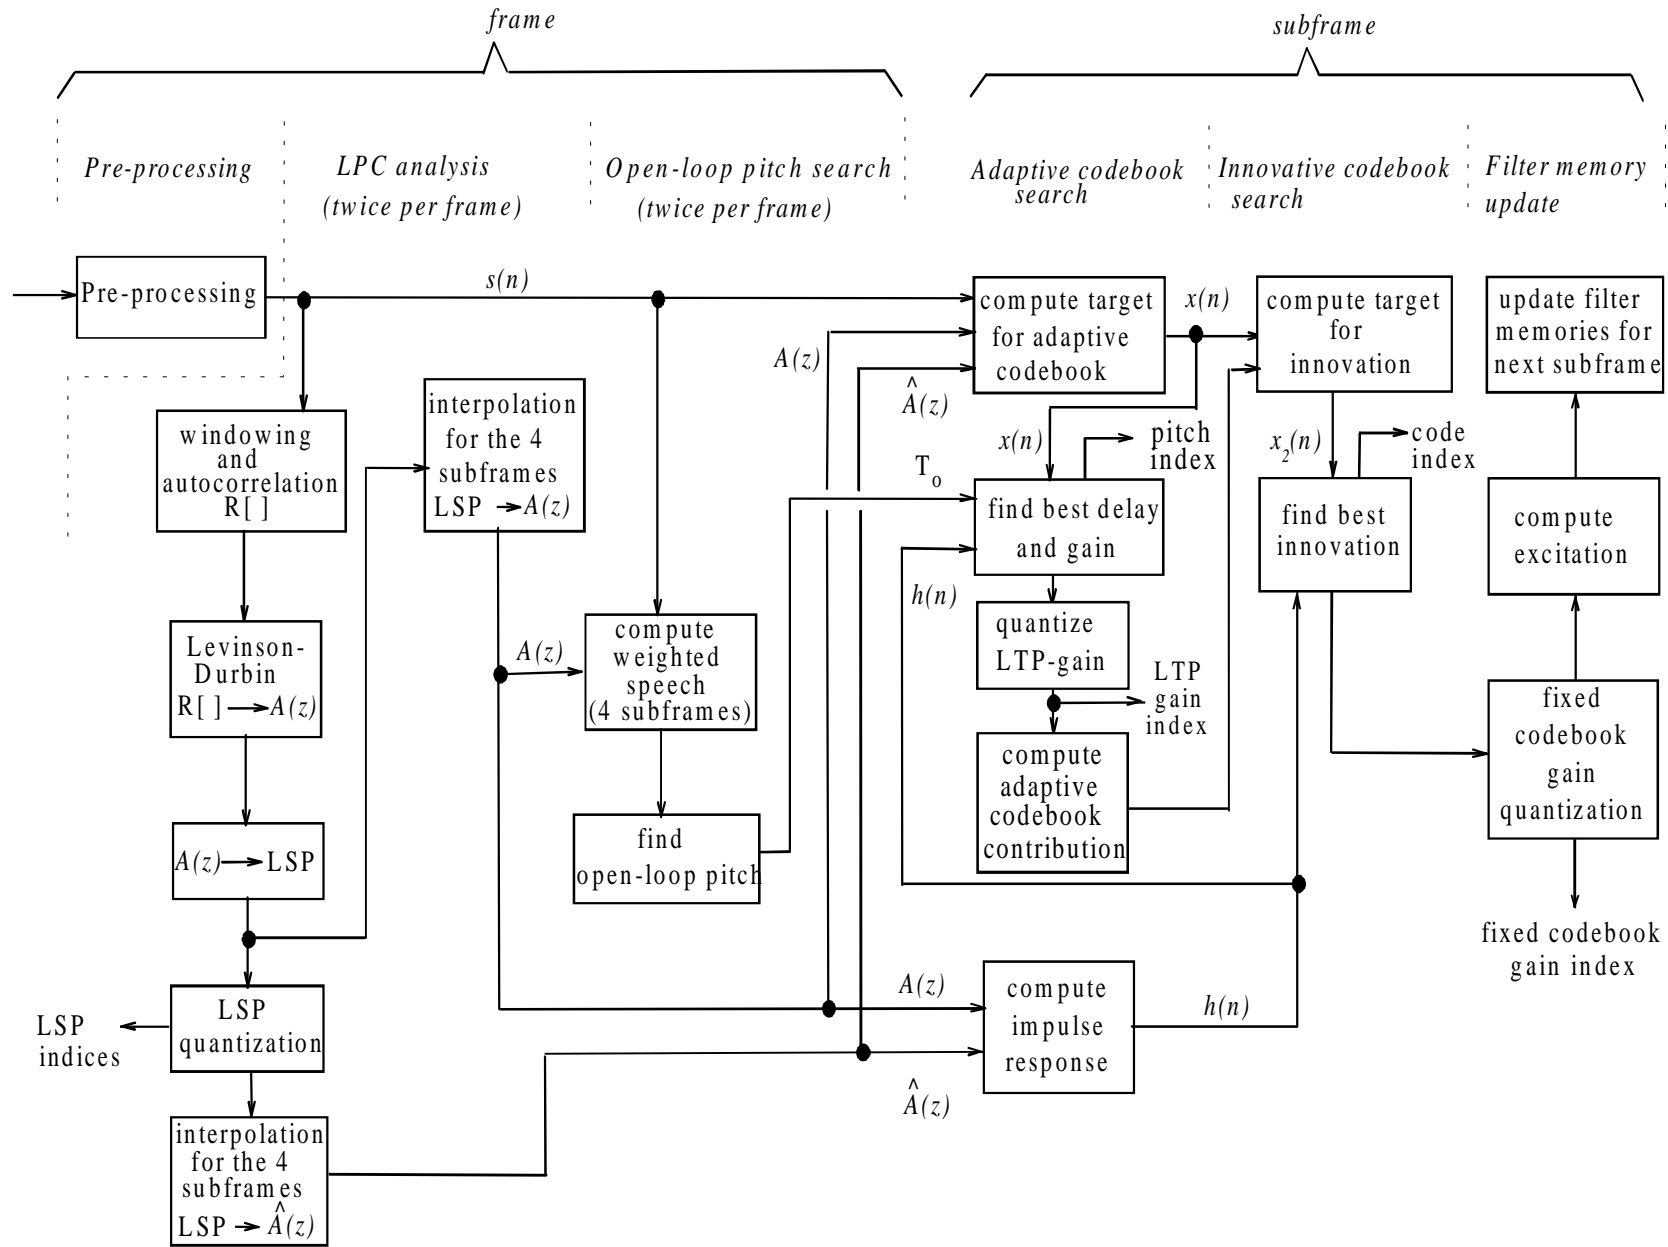 frame
subframe
Pre-processing
LPC analysis
(twice per frame)
Open-loop pitch search
(twice per frame)
Adaptive codebook
search
Innovative codebook
search
Filter memory
update
Pre-processing
s(n)
windowing
and
autocorrelation
R[ ]
Levinson-
Durbin
R[ ] → A(z)
A(z) → LSP
LSP
quantization
LSP
indices
interpolation
for the 4
subframes
LSP → Â(z)
interpolation
for the 4
subframes
LSP → A(z)
A(z)
compute
weighted
speech
(4 subframes)
find
open-loop pitch
A(z)
Â(z)
T₀
h(n)
compute target
for adaptive
codebook
x(n)
x(n)
pitch
index
find best delay
and gain
quantize
LTP-gain
LTP
gain
index
compute
adaptive
codebook
contribution
A(z)
Â(z)
compute
impulse
response
h(n)
compute target
for
innovation
x₂(n)
code
index
find best
innovation
update filter
memories for
next subframe
compute
excitation
fixed
codebook
gain
quantization
fixed codebook
gain index